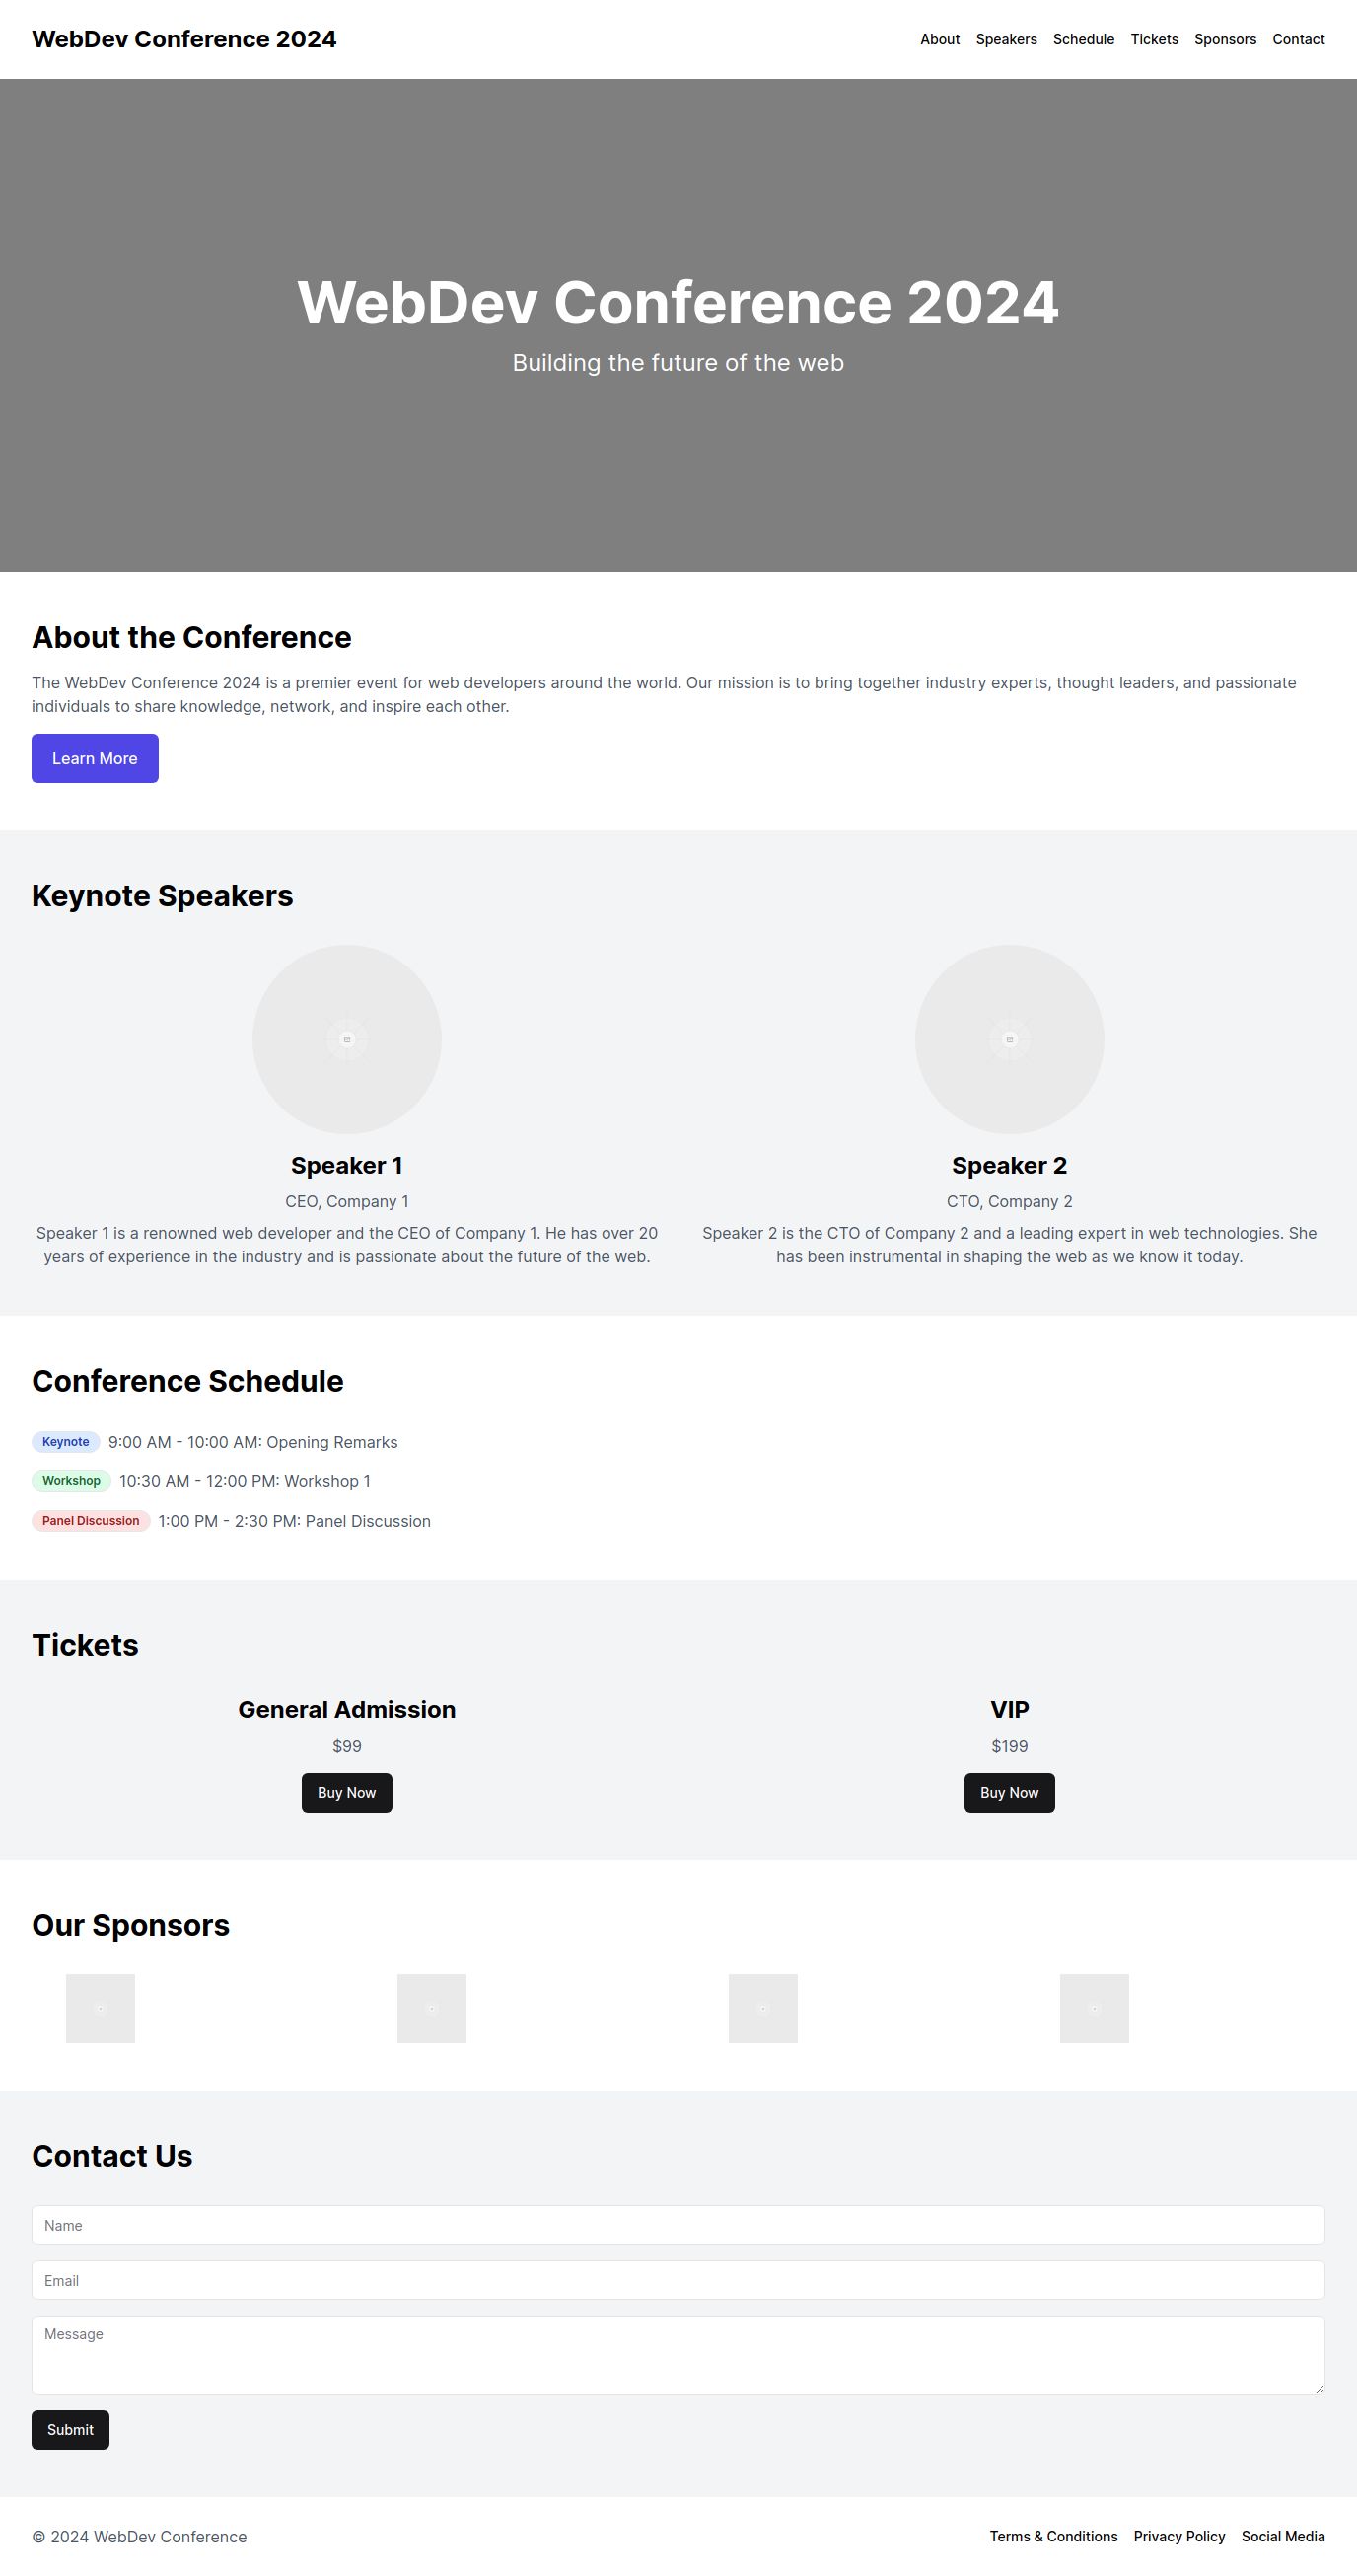 WebDev Conference 2024
About Speakers Schedule Tickets Sponsors Contact
WebDev Conference 2024
Building the future of the web
About the Conference
The WebDev Conference 2024 is a premier event for web developers around the world. Our mission is to bring together industry experts, thought leaders, and passionate
individuals to share knowledge, network, and inspire each other.
Learn More
Keynote Speakers
Speaker 1
CEO, Company 1
Speaker 1 is a renowned web developer and the CEO of Company 1. He has over 20
years of experience in the industry and is passionate about the future of the web.
Speaker 2
CTO, Company 2
Speaker 2 is the CTO of Company 2 and a leading expert in web technologies. She
has been instrumental in shaping the web as we know it today.
Conference Schedule
Keynote 9:00 AM - 10:00 AM: Opening Remarks
Workshop 10:30 AM - 12:00 PM: Workshop 1
Panel Discussion 1:00 PM - 2:30 PM: Panel Discussion
Tickets
General Admission
$99
Buy Now
VIP
$199
Buy Now
Our Sponsors
Contact Us
Name
Email
Message
Submit
© 2024 WebDev Conference
Terms & Conditions Privacy Policy Social Media